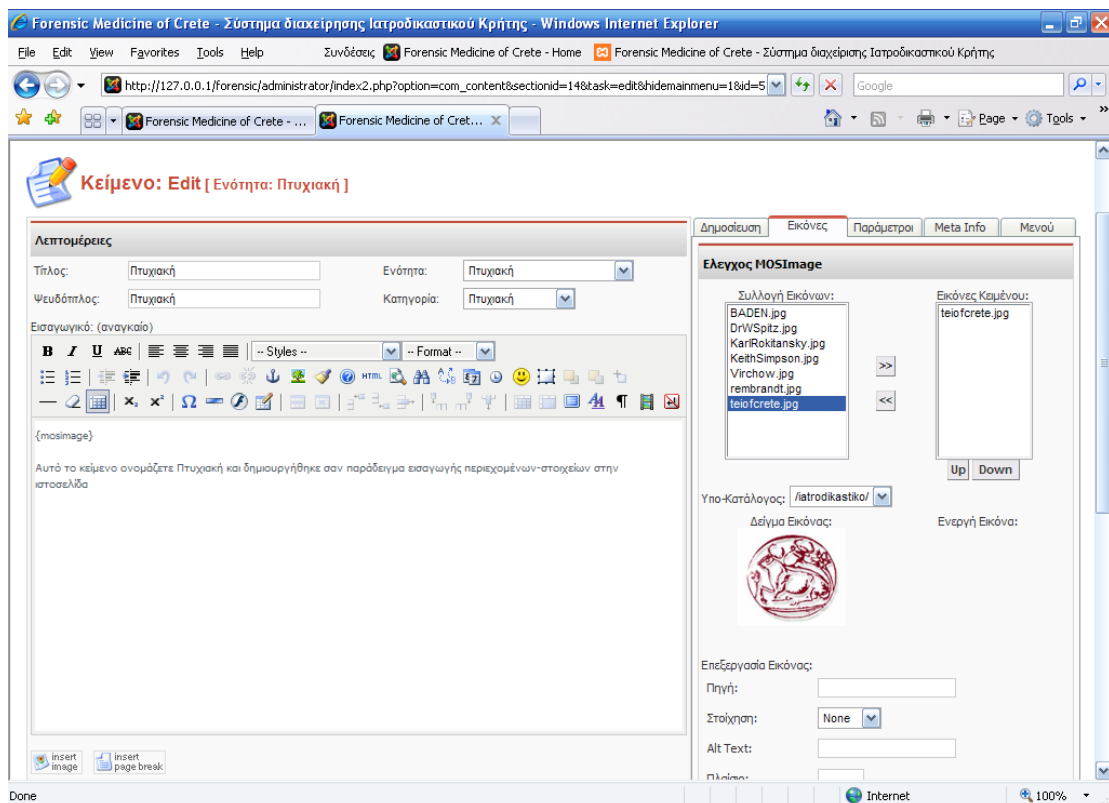 Forensic Medicine of Crete - Σύστημα διαχείρησης Ιατροδικαστικού Κρήτης - Windows Internet Explorer
File Edit View Favorites Tools Help Συνδέσεις Forensic Medicine of Crete - Home Forensic Medicine of Crete - Σύστημα διαχείρισης Ιατροδικαστικού Κρήτης
http://127.0.0.1/forensic/administrator/index2.php?option=com_content&sectionid=14&task=edit&hidemainmenu=1&id=5 Google
Forensic Medicine of Crete - ... Forensic Medicine of Cret... X Page Tools »
Κείμενο: Edit [ Ενότητα: Πτυχιακή ]
Δημοσίευση Εικόνες Παράμετροι Meta Info Μενού
Λεπτομέρειες
Τίτλος: Πτυχιακή Ενότητα: Πτυχιακή
Ψευδότιτλος: Πτυχιακή Κατηγορία: Πτυχιακή
Εισαγωγικό: (αναγκαίο)
B I U ABC -- Styles -- -- Format --
HTML
{mosimage}
Αυτό το κείμενο ονομάζετε Πτυχιακή και δημιουργήθηκε σαν παράδειγμα εισαγωγής περιεχομένων-στοιχείων στην
ιστοσελίδα
insert image
insert page break
Ελεγχος MOSImage
Συλλογή Εικόνων: Εικόνες Κειμένου:
BADEN.jpg teiofcrete.jpg
DrWSpitz.jpg
KarlRokitansky.jpg
KeithSimpson.jpg
Virchow.jpg
rembrandt.jpg
teiofcrete.jpg
>>
<<
Up Down
Υπο-Κατάλογος: /iatrodikastiko/
Δείγμα Εικόνας: Ενεργή Εικόνα:
Επεξεργασία Εικόνας:
Πηγή:
Στοίχηση: None
Alt Text:
Πλαίσιο:
Done Internet 100%